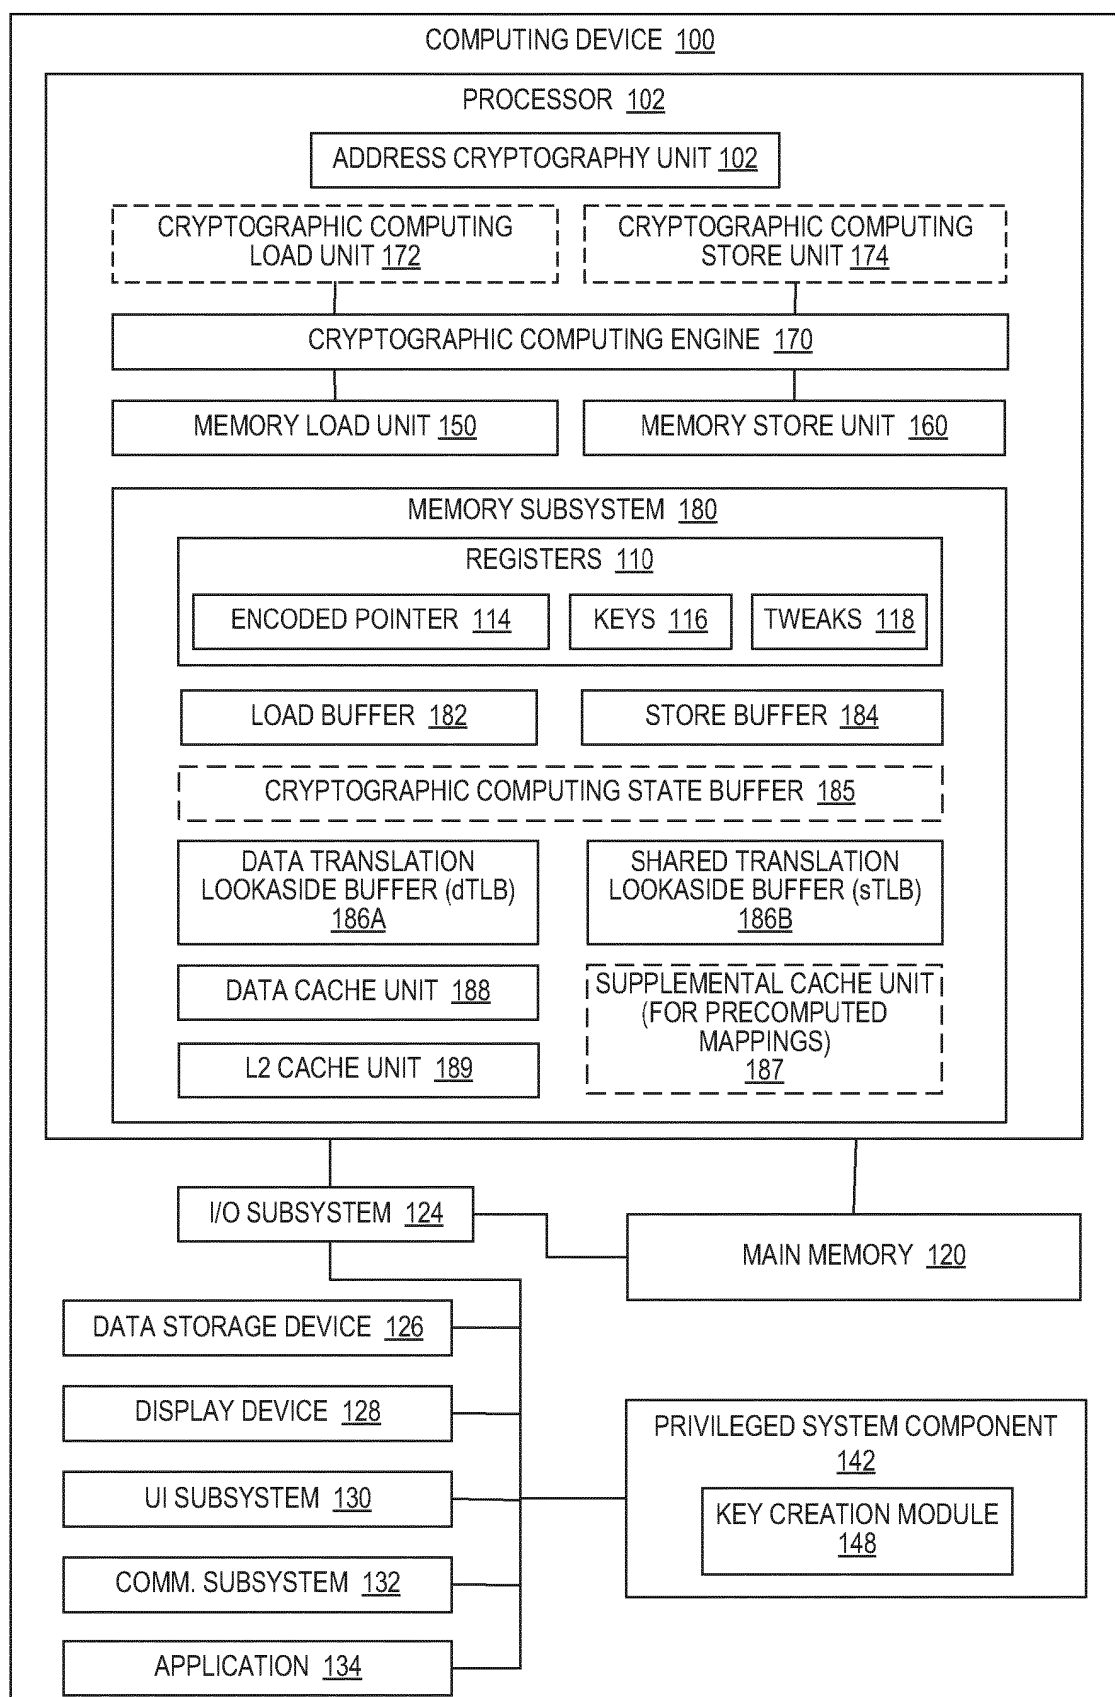 COMPUTING DEVICE 100
PROCESSOR 102
ADDRESS CRYPTOGRAPHY UNIT 102
CRYPTOGRAPHIC COMPUTING
LOAD UNIT 172
CRYPTOGRAPHIC COMPUTING
STORE UNIT 174
CRYPTOGRAPHIC COMPUTING ENGINE 170
MEMORY LOAD UNIT 150
MEMORY STORE UNIT 160
MEMORY SUBSYSTEM 180
REGISTERS 110
ENCODED POINTER 114
KEYS 116
TWEAKS 118
LOAD BUFFER 182
STORE BUFFER 184
CRYPTOGRAPHIC COMPUTING STATE BUFFER 185
DATA TRANSLATION
LOOKASIDE BUFFER (dTLB)
186A
SHARED TRANSLATION
LOOKASIDE BUFFER (sTLB)
186B
DATA CACHE UNIT 188
SUPPLEMENTAL CACHE UNIT
(FOR PRECOMPUTED
MAPPINGS)
187
L2 CACHE UNIT 189
I/O SUBSYSTEM 124
MAIN MEMORY 120
DATA STORAGE DEVICE 126
DISPLAY DEVICE 128
UI SUBSYSTEM 130
COMM. SUBSYSTEM 132
APPLICATION 134
PRIVILEGED SYSTEM COMPONENT
142
KEY CREATION MODULE
148